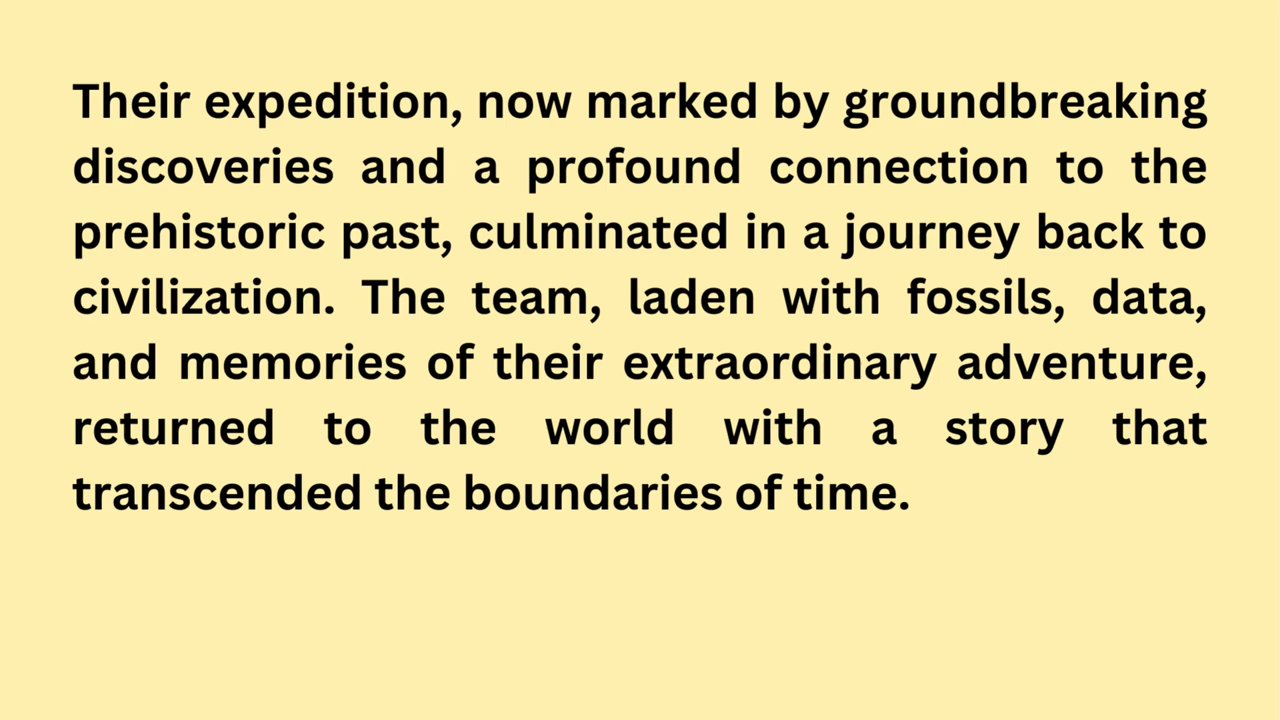 Their expedition, now marked by groundbreaking
discoveries and a profound connection to the
prehistoric past, culminated in a journey back to
civilization. The team, laden with fossils, data,
and memories of their extraordinary adventure,
returned to the world with a story that
transcended the boundaries of time.